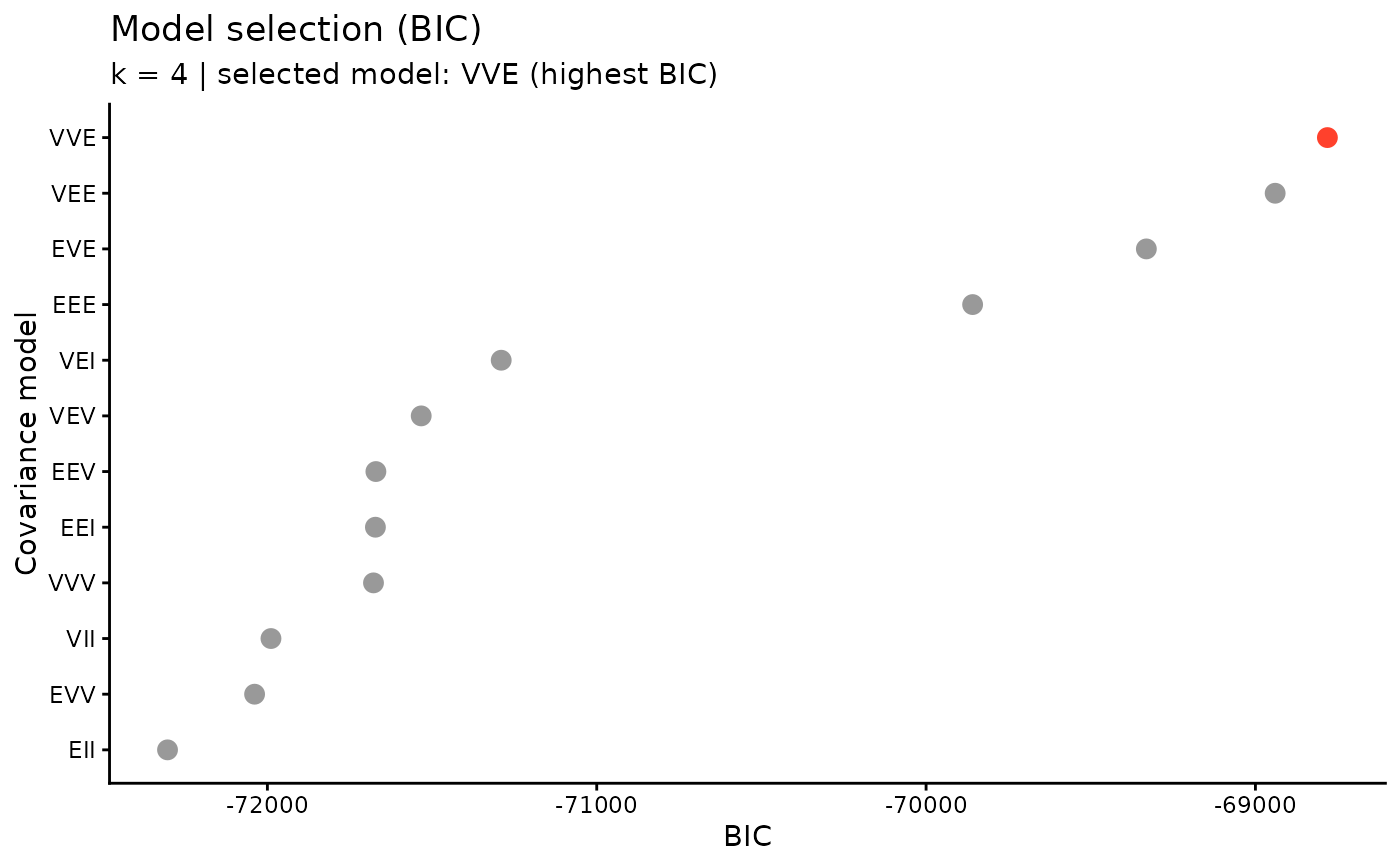 Model selection (BIC)
k = 4 | selected model: VVE (highest BIC)
Covariance model
VVE
VEE
EVE
EEE
VEI
VEV
EEV
EEI
VVV
VII
EVV
EII
-72000
-71000
-70000
-69000
BIC